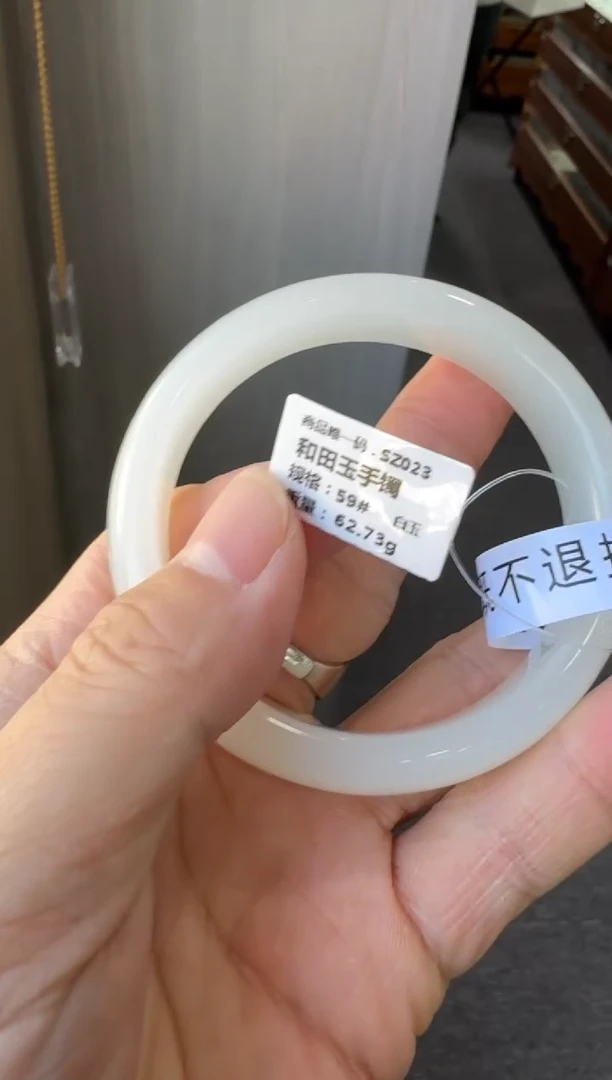 商品唯一码：SZ023
和田玉手镯
规格：59# 白玉
重量：62.73g
不退